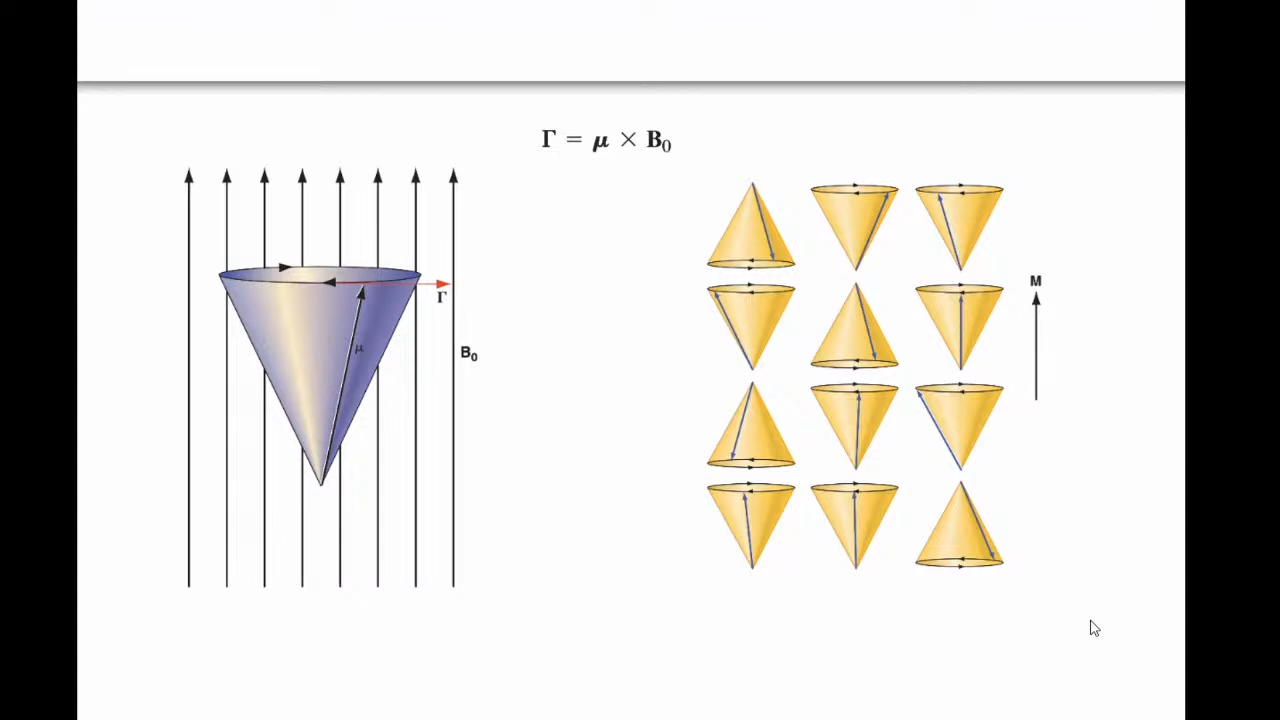 Γ = μ × B₀
Γ
μ
B₀
M